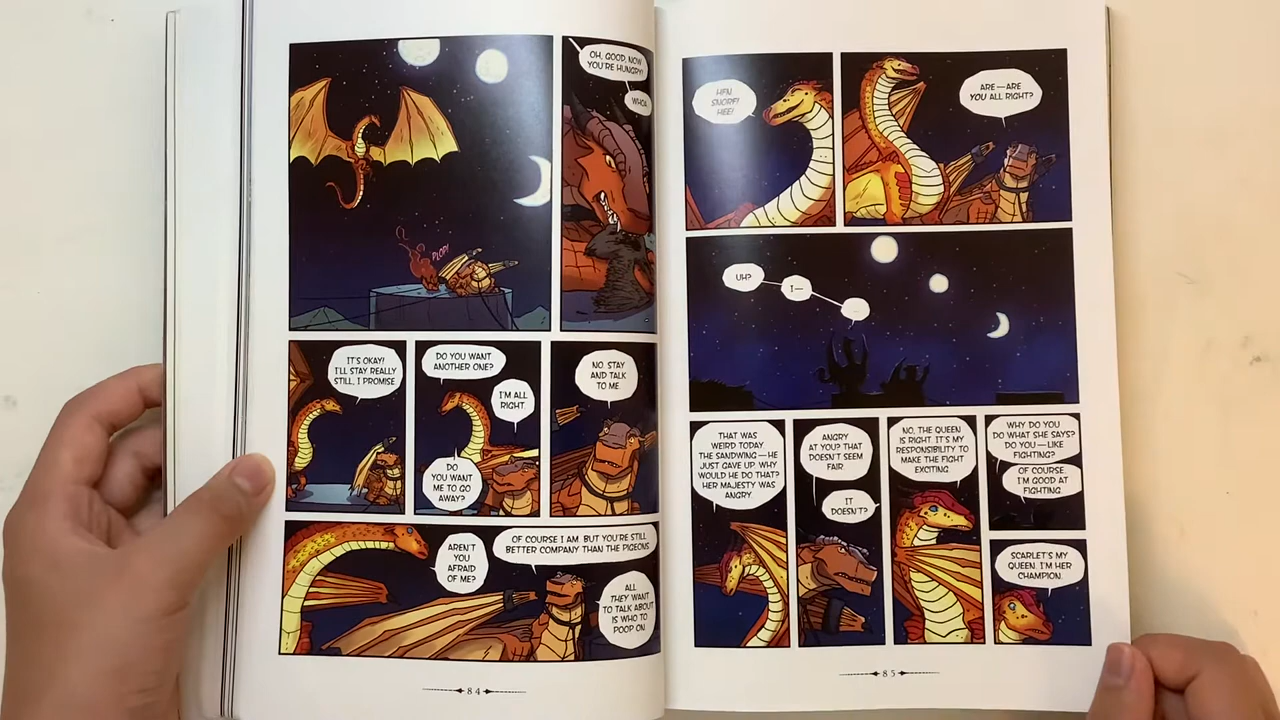 PLOP!
OH, GOOD, NOW
YOU'RE HUNGRY!
WHOA
IT'S OKAY!
I'LL STAY REALLY
STILL, I PROMISE
DO YOU WANT
ANOTHER ONE?
I'M ALL
RIGHT.
DO
YOU WANT
ME TO GO
AWAY?
NO. STAY
AND TALK
TO ME
AREN'T
YOU
AFRAID
OF ME?
OF COURSE I AM. BUT YOU'RE STILL
BETTER COMPANY THAN THE PIGEONS
ALL
THEY WANT
TO TALK ABOUT
IS WHO TO
POOP ON.
84
HFN.
SNORF!
HEE!
ARE—ARE
YOU ALL RIGHT?
UH?
I—
...
THAT WAS
WEIRD TODAY.
THE SANDWING—HE
JUST GAVE UP. WHY
WOULD HE DO THAT?
HER MAJESTY WAS
ANGRY.
ANGRY
AT YOU? THAT
DOESN'T SEEM
FAIR
IT
DOESN'T?
NO, THE QUEEN
IS RIGHT. IT'S MY
RESPONSIBILITY TO
MAKE THE FIGHT
EXCITING.
WHY DO YOU
DO WHAT SHE SAYS?
DO YOU—LIKE
FIGHTING?
OF COURSE.
I'M GOOD AT
FIGHTING.
SCARLET'S MY
QUEEN. I'M HER
CHAMPION.
85